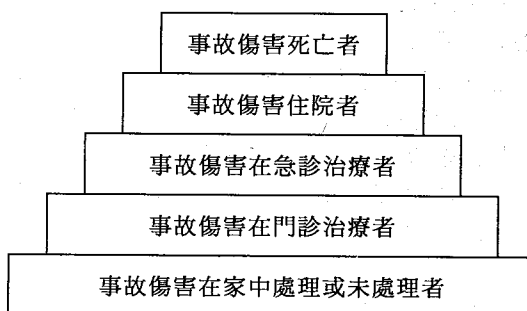 事故傷害死亡者
事故傷害住院者
事故傷害在急診治療者
事故傷害在門診治療者
事故傷害在家中處理或未處理者